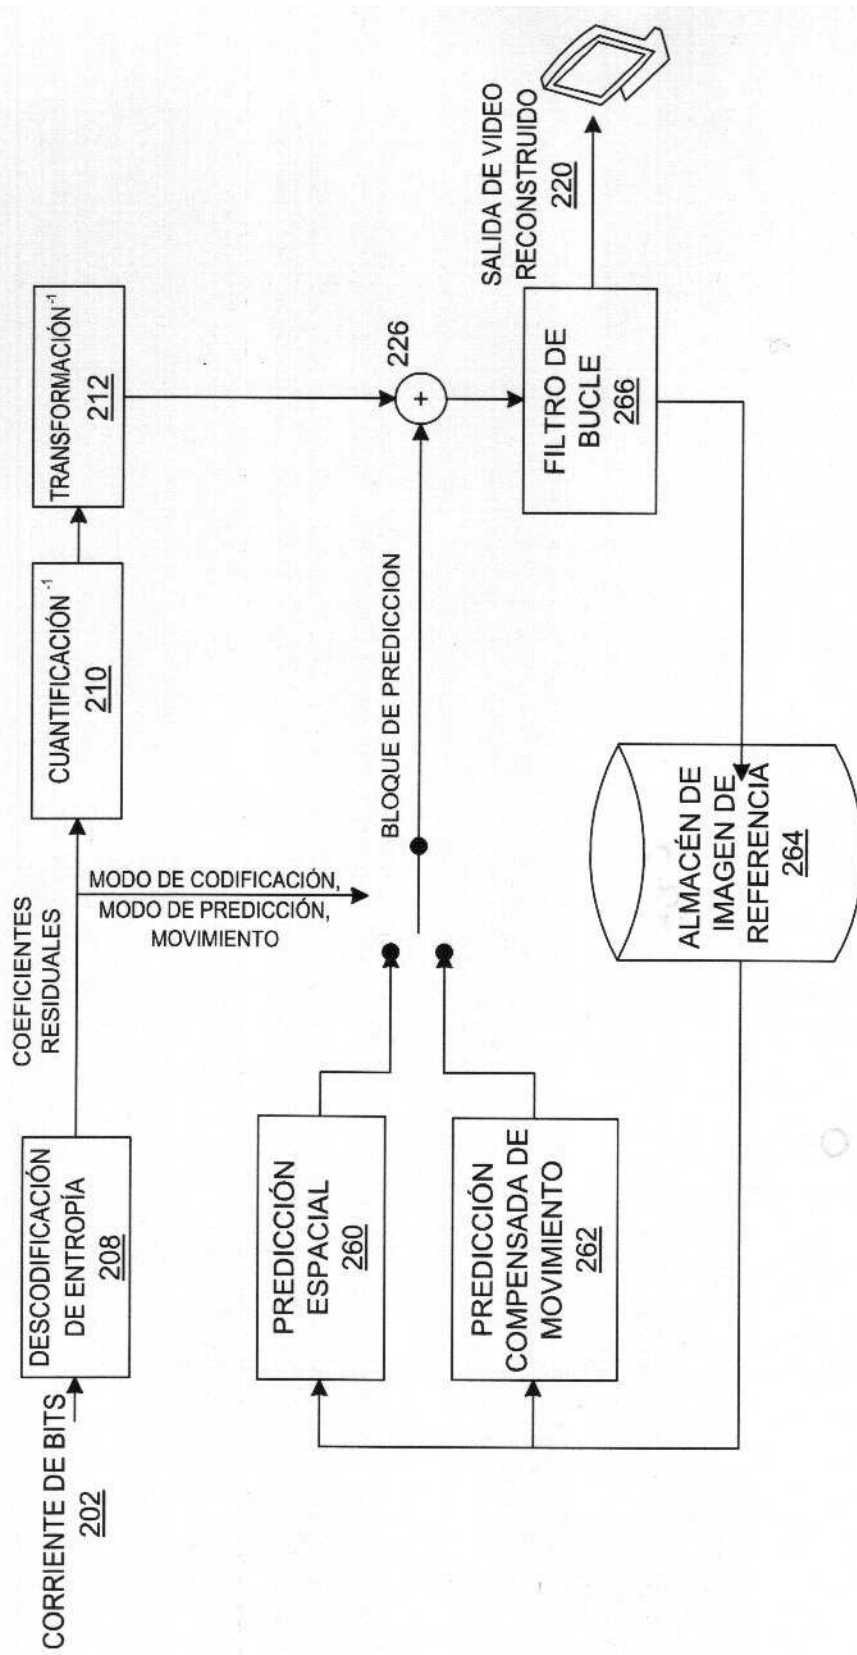 CORRIENTE DE BITS
202
DESCODIFICACIÓN
DE ENTROPÍA
208
COEFICIENTES
RESIDUALES
CUANTIFICACIÓN-1
210
TRANSFORMACIÓN-1
212
MODO DE CODIFICACIÓN,
MODO DE PREDICCIÓN,
MOVIMIENTO
PREDICCIÓN
ESPACIAL
260
PREDICCIÓN
COMPENSADA DE
MOVIMIENTO
262
BLOQUE DE PREDICCION
226
+
FILTRO DE
BUCLE
266
SALIDA DE VIDEO
RECONSTRUIDO
220
ALMACÉN DE
IMAGEN DE
REFERENCIA
264